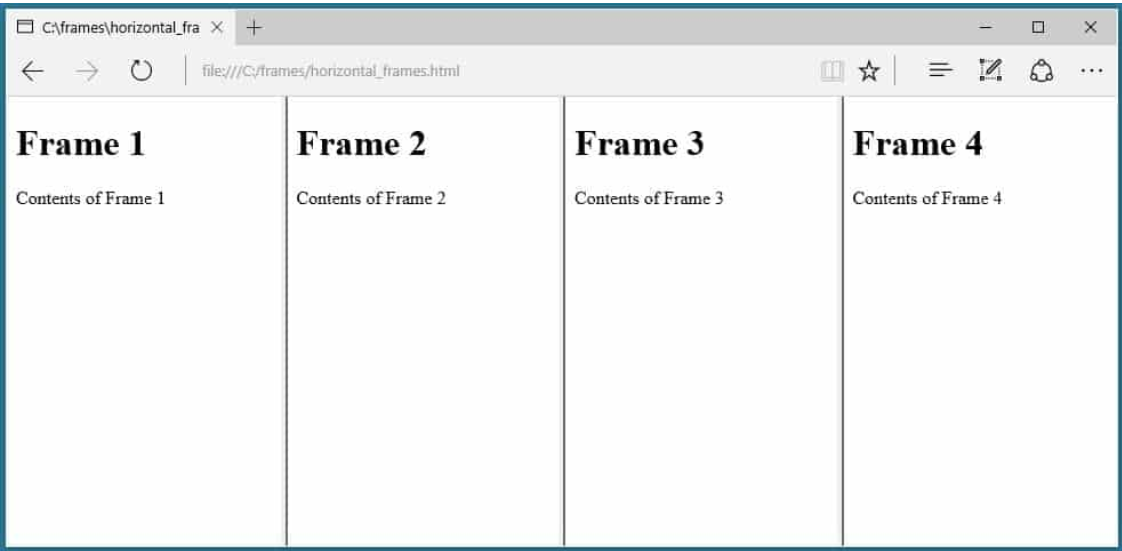 C:\frames\horizontal_fra
file:///C:/frames/horizontal_frames.html
Frame 1
Contents of Frame 1
Frame 2
Contents of Frame 2
Frame 3
Contents of Frame 3
Frame 4
Contents of Frame 4